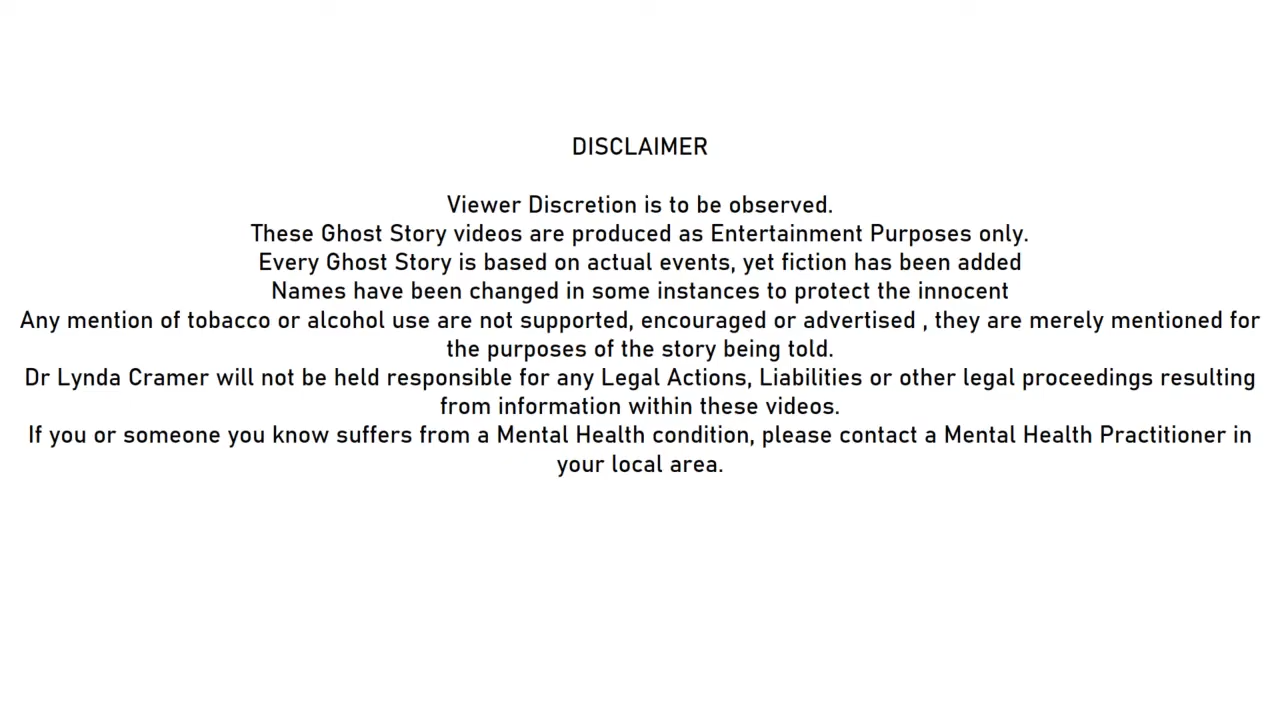 DISCLAIMER
Viewer Discretion is to be observed.
These Ghost Story videos are produced as Entertainment Purposes only.
Every Ghost Story is based on actual events, yet fiction has been added
Names have been changed in some instances to protect the innocent
Any mention of tobacco or alcohol use are not supported, encouraged or advertised , they are merely mentioned for
the purposes of the story being told.
Dr Lynda Cramer will not be held responsible for any Legal Actions, Liabilities or other legal proceedings resulting
from information within these videos.
If you or someone you know suffers from a Mental Health condition, please contact a Mental Health Practitioner in
your local area.